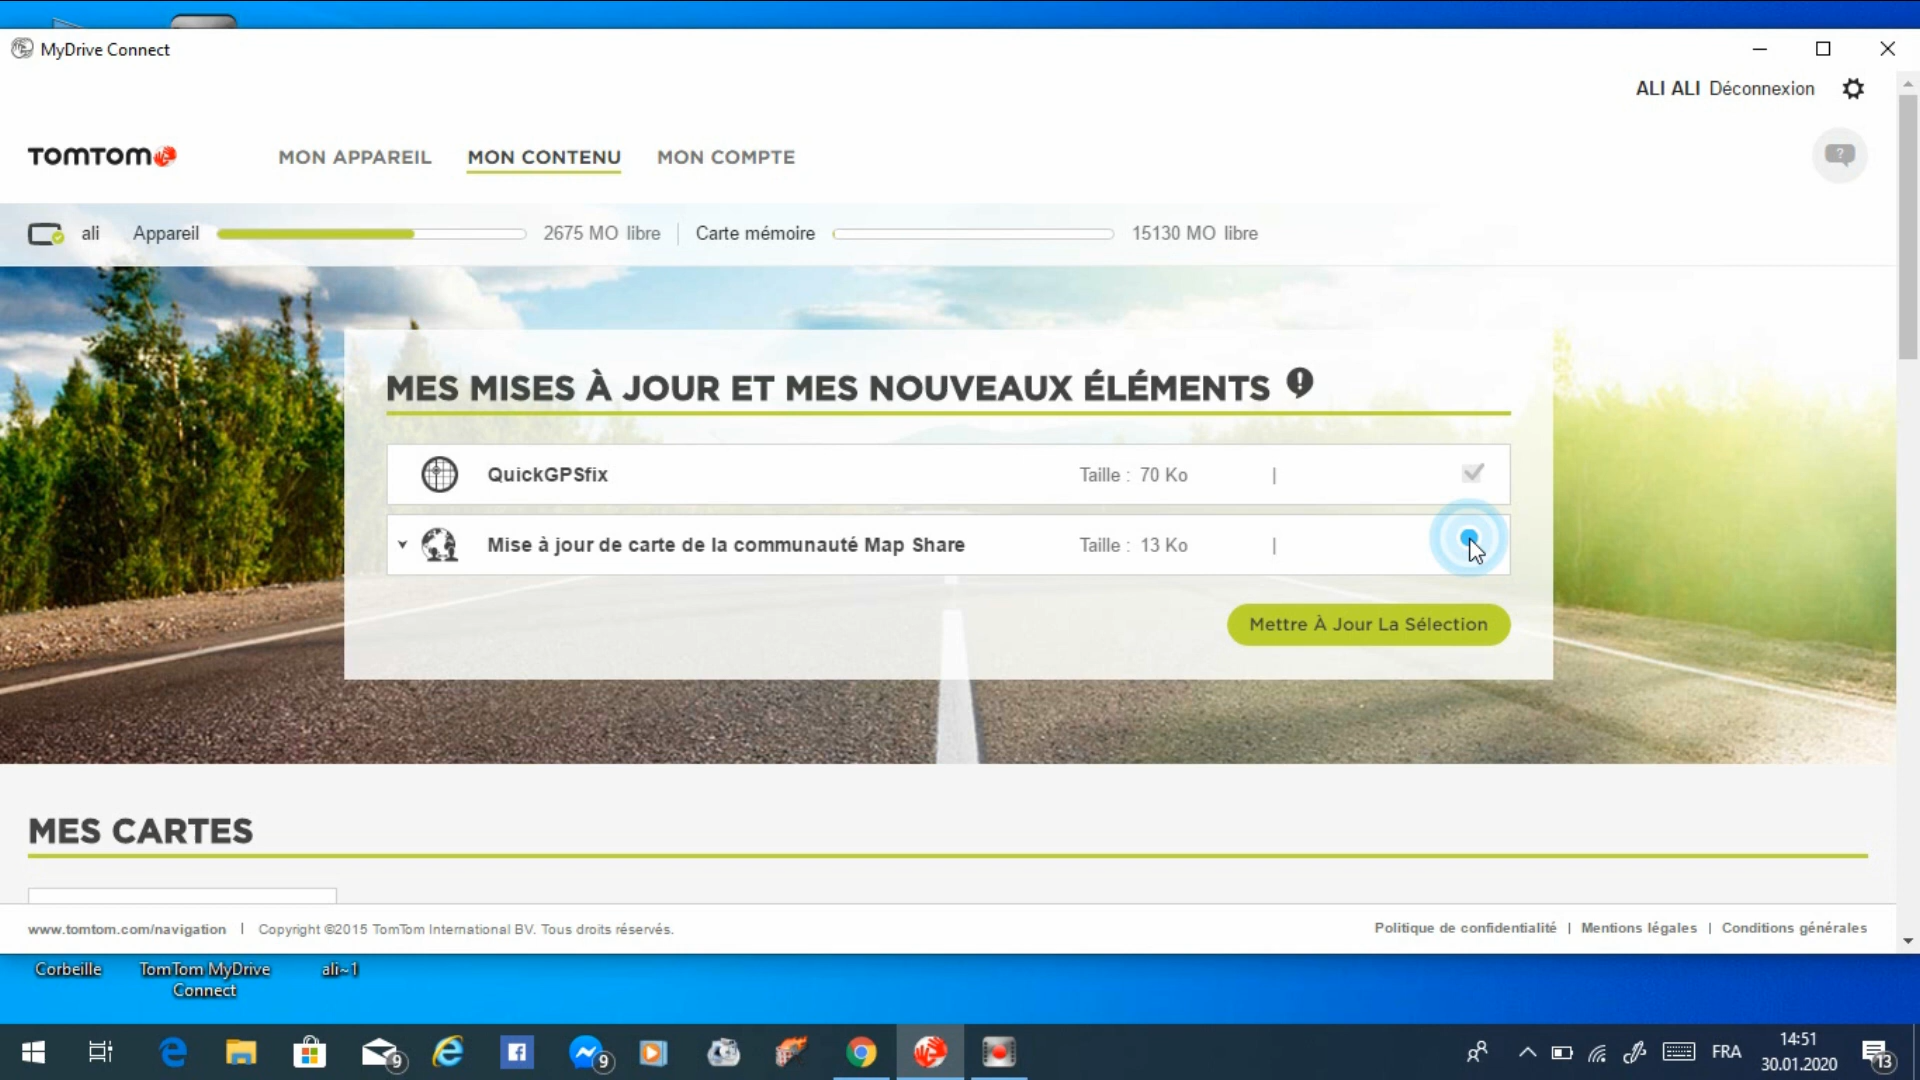 MyDrive Connect
ALI ALI Déconnexion
TOMTOM MON APPAREIL MON CONTENU MON COMPTE
?
ali Appareil 2675 MO libre | Carte mémoire 15130 MO libre
MES MISES À JOUR ET MES NOUVEAUX ÉLÉMENTS !
QuickGPSfix Taille : 70 Ko |
Mise à jour de carte de la communauté Map Share Taille : 13 Ko |
Mettre À Jour La Sélection
MES CARTES
www.tomtom.com/navigation | Copyright ©2015 TomTom International BV. Tous droits réservés. Politique de confidentialité | Mentions légales | Conditions générales
Corbeille TomTom MyDrive Connect ali~1
9 9 FRA 14:51 30.01.2020 13